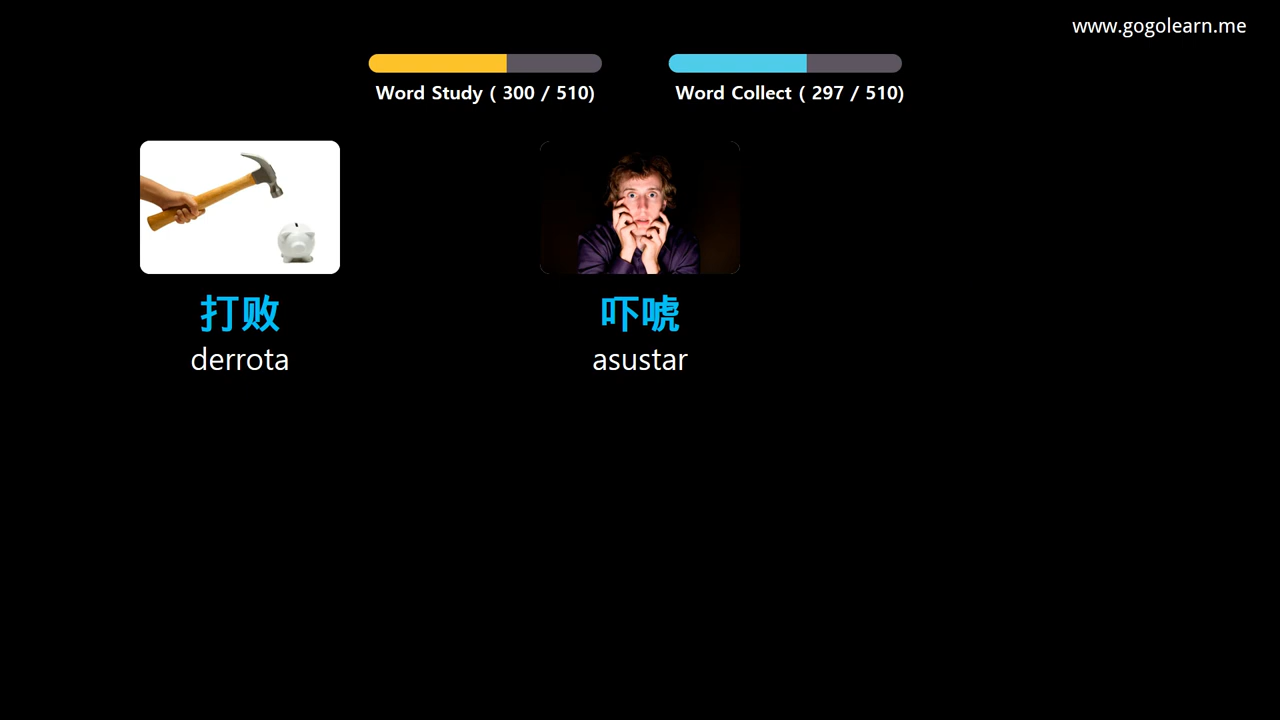 www.gogolearn.me
Word Study ( 300 / 510)
Word Collect ( 297 / 510)
打败
derrota
吓唬
asustar